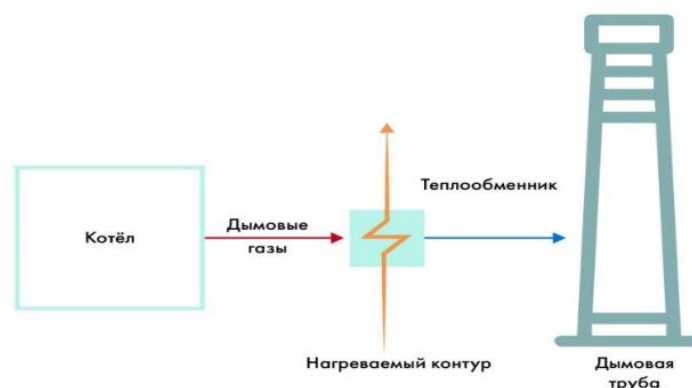 Теплообменник
Котёл
Дымовые
газы
Нагреваемый контур
Дымовая
труба